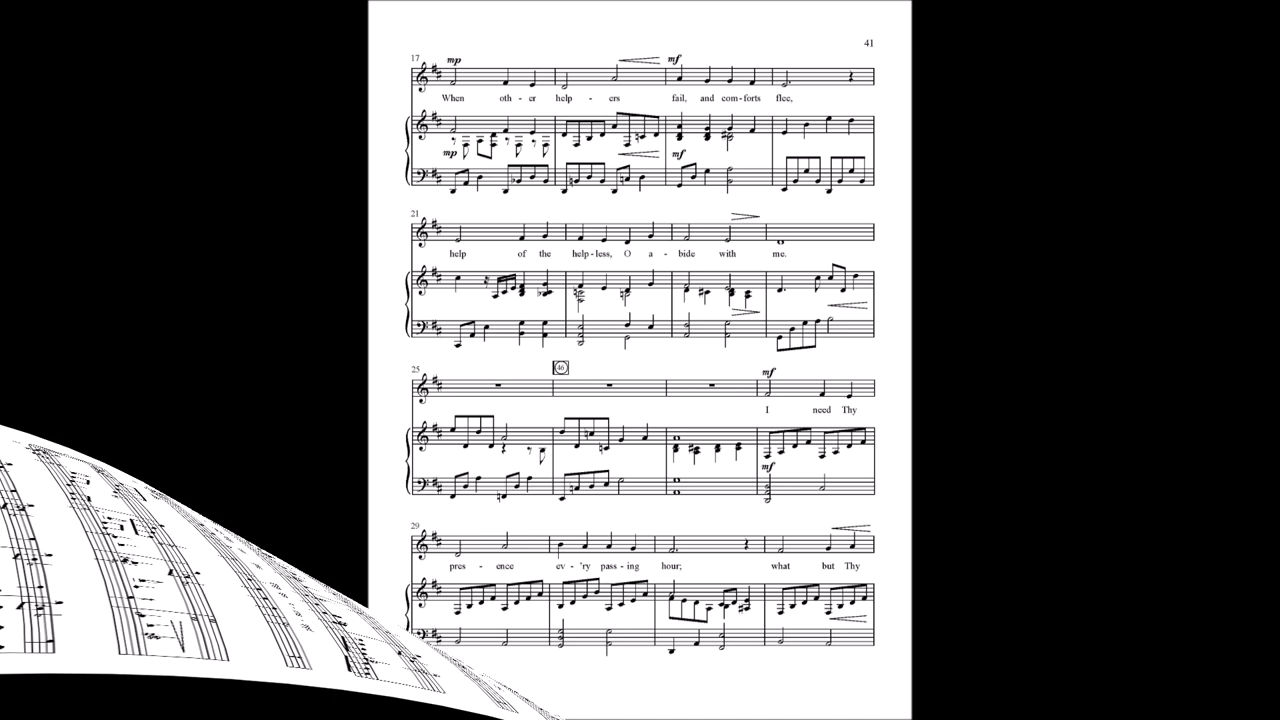 41
17
mp mf
When oth - er help - ers fail, and com - forts flee,
mp mf
21
help of the help - less, O a - bide with me.
25 46
mf
I need Thy
mf
29
pres - ence ev - 'ry pass - ing hour; what but Thy